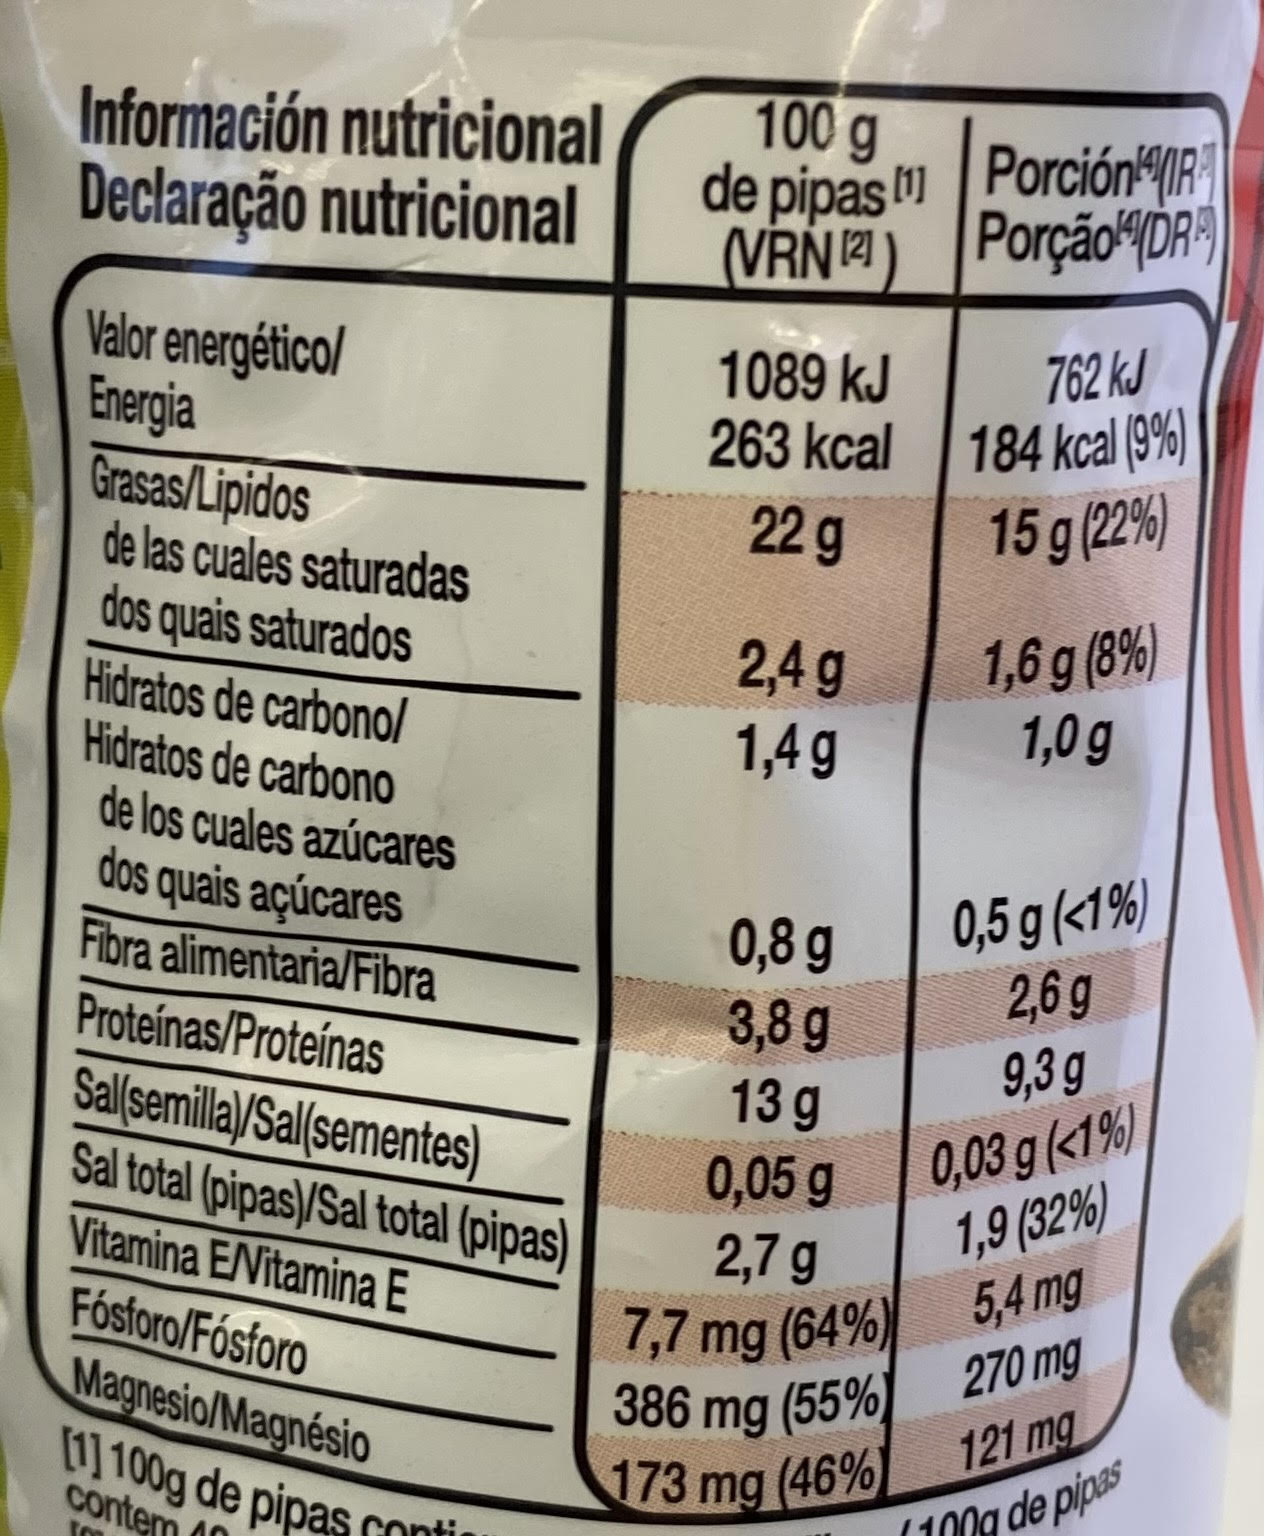 Información nutricional
Declaração nutricional
100 g
de pipas [1]
(VRN [2] )
Porción[4](IR
Porção[4](DR
Valor energético/
Energia
1089 kJ
762 kJ
263 kcal
184 kcal (9%)
Grasas/Lipidos
22 g
15 g (22%)
de las cuales saturadas
dos quais saturados
2,4 g
1,6 g (8%)
Hidratos de carbono/
Hidratos de carbono
1,4 g
1,0 g
de los cuales azúcares
dos quais açúcares
0,8 g
0,5 g (<1%)
Fibra alimentaria/Fibra
3,8 g
2,6 g
Proteínas/Proteínas
13 g
9,3 g
Sal(semilla)/Sal(sementes)
0,05 g
0,03 g (<1%)
Sal total (pipas)/Sal total (pipas)
2,7 g
1,9 (32%)
Vitamina E/Vitamina E
7,7 mg (64%)
5,4 mg
Fósforo/Fósforo
386 mg (55%)
270 mg
Magnesio/Magnésio
173 mg (46%)
121 mg
[1] 100g de pipas
/100g de pipas
contem